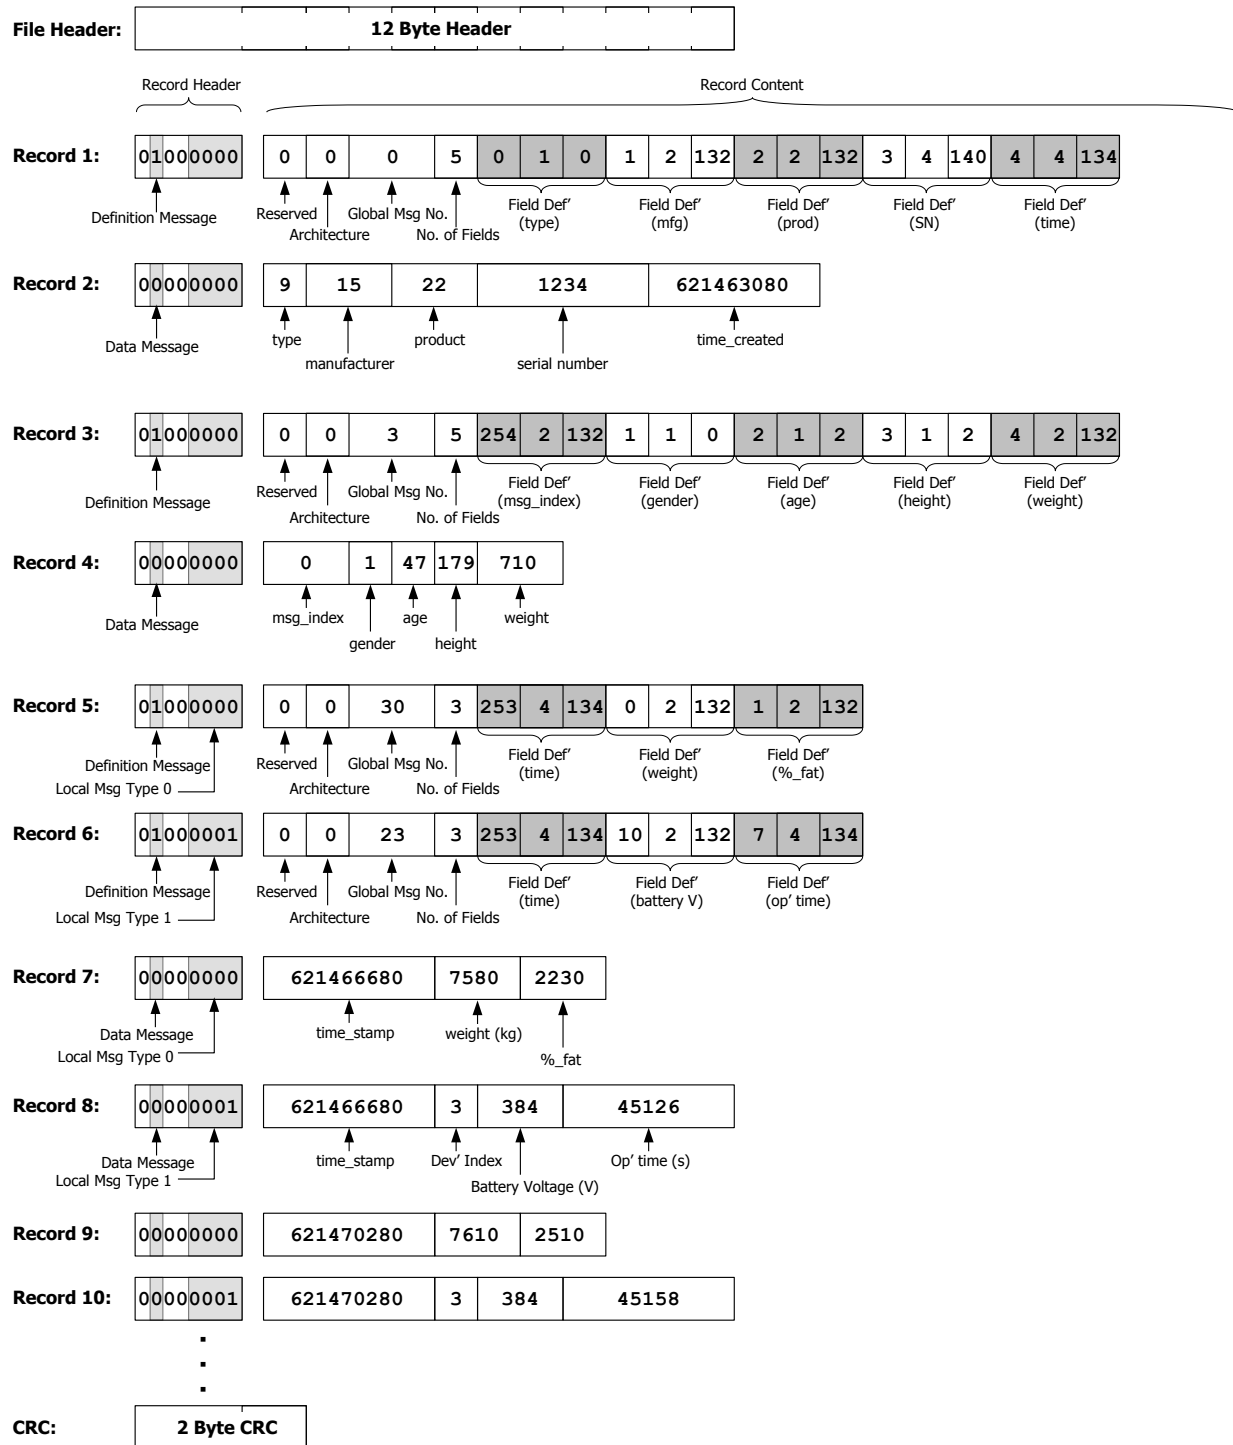 File Header: 12 Byte Header
Record Header Record Content
Record 1: 01000000 0 0 0 5 0 1 0 1 2 132 2 2 132 3 4 140 4 4 134
Definition Message Reserved Architecture Global Msg No. No. of Fields Field Def' (type) Field Def' (mfg) Field Def' (prod) Field Def' (SN) Field Def' (time)
Record 2: 00000000 9 15 22 1234 621463080
Data Message type manufacturer product serial number time_created
Record 3: 01000000 0 0 3 5 254 2 132 1 1 0 2 1 2 3 1 2 4 2 132
Definition Message Reserved Architecture Global Msg No. No. of Fields Field Def' (msg_index) Field Def' (gender) Field Def' (age) Field Def' (height) Field Def' (weight)
Record 4: 00000000 0 1 47 179 710
Data Message msg_index gender age height weight
Record 5: 01000000 0 0 30 3 253 4 134 0 2 132 1 2 132
Definition Message Local Msg Type 0 Reserved Architecture Global Msg No. No. of Fields Field Def' (time) Field Def' (weight) Field Def' (%_fat)
Record 6: 01000001 0 0 23 3 253 4 134 10 2 132 7 4 134
Definition Message Local Msg Type 1 Reserved Architecture Global Msg No. No. of Fields Field Def' (time) Field Def' (battery V) Field Def' (op' time)
Record 7: 00000000 621466680 7580 2230
Data Message Local Msg Type 0 time_stamp weight (kg) %_fat
Record 8: 00000001 621466680 3 384 45126
Data Message Local Msg Type 1 time_stamp Dev' Index Battery Voltage (V) Op' time (s)
Record 9: 00000000 621470280 7610 2510
Record 10: 00000001 621470280 3 384 45158
CRC: 2 Byte CRC